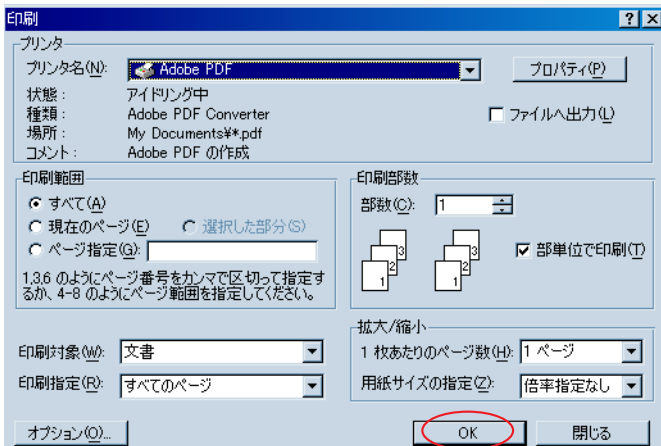 印刷
プリンタ
プリンタ名(N): Adobe PDF プロパティ(P)
状態： アイドリング中
種類： Adobe PDF Converter ファイルへ出力(L)
場所： My Documents¥*.pdf
コメント： Adobe PDF の作成
印刷範囲
すべて(A)
現在のページ(E) 選択した部分(S)
ページ指定(G):
1,3,6 のようにページ番号をカンマで区切って指定す
るか、4-8 のようにページ範囲を指定してください。
印刷部数
部数(C): 1
1 2 3 1 2 3
部単位で印刷(T)
印刷対象(W): 文書
印刷指定(R): すべてのページ
拡大/縮小
1 枚あたりのページ数(H): 1 ページ
用紙サイズの指定(Z): 倍率指定なし
オプション(O)... OK 閉じる